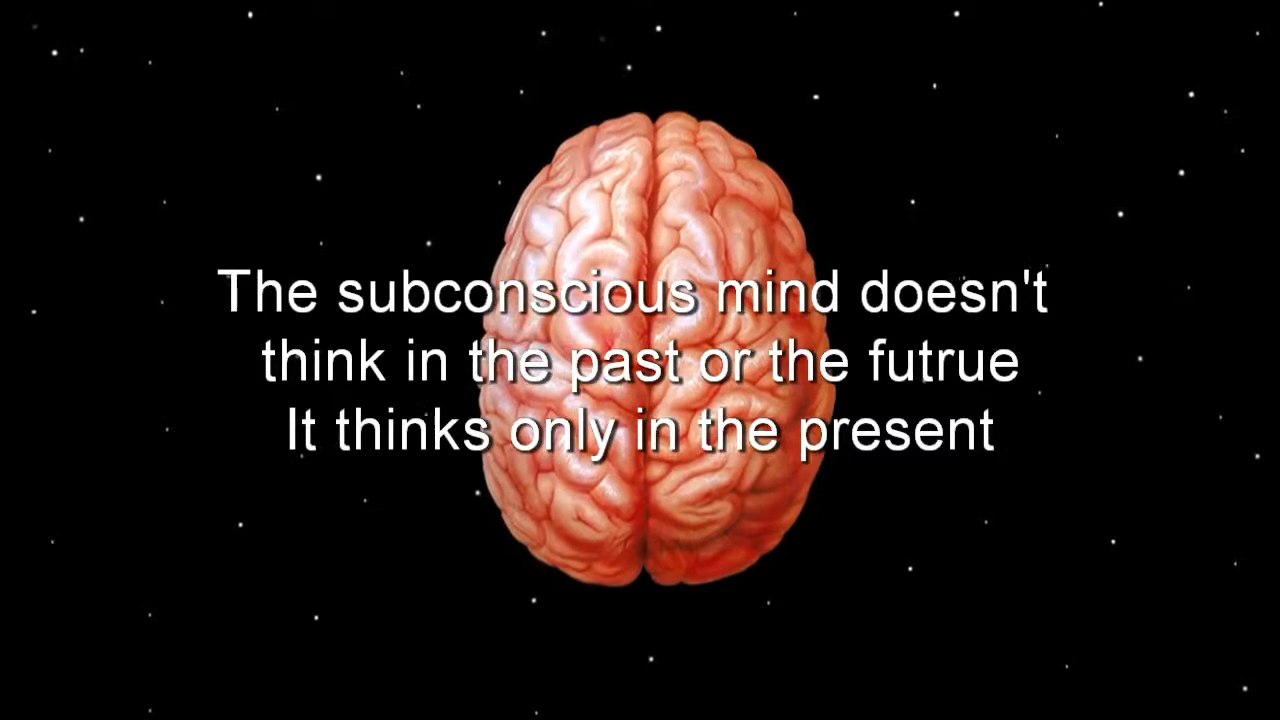 The subconscious mind doesn't
think in the past or the futrue
It thinks only in the present